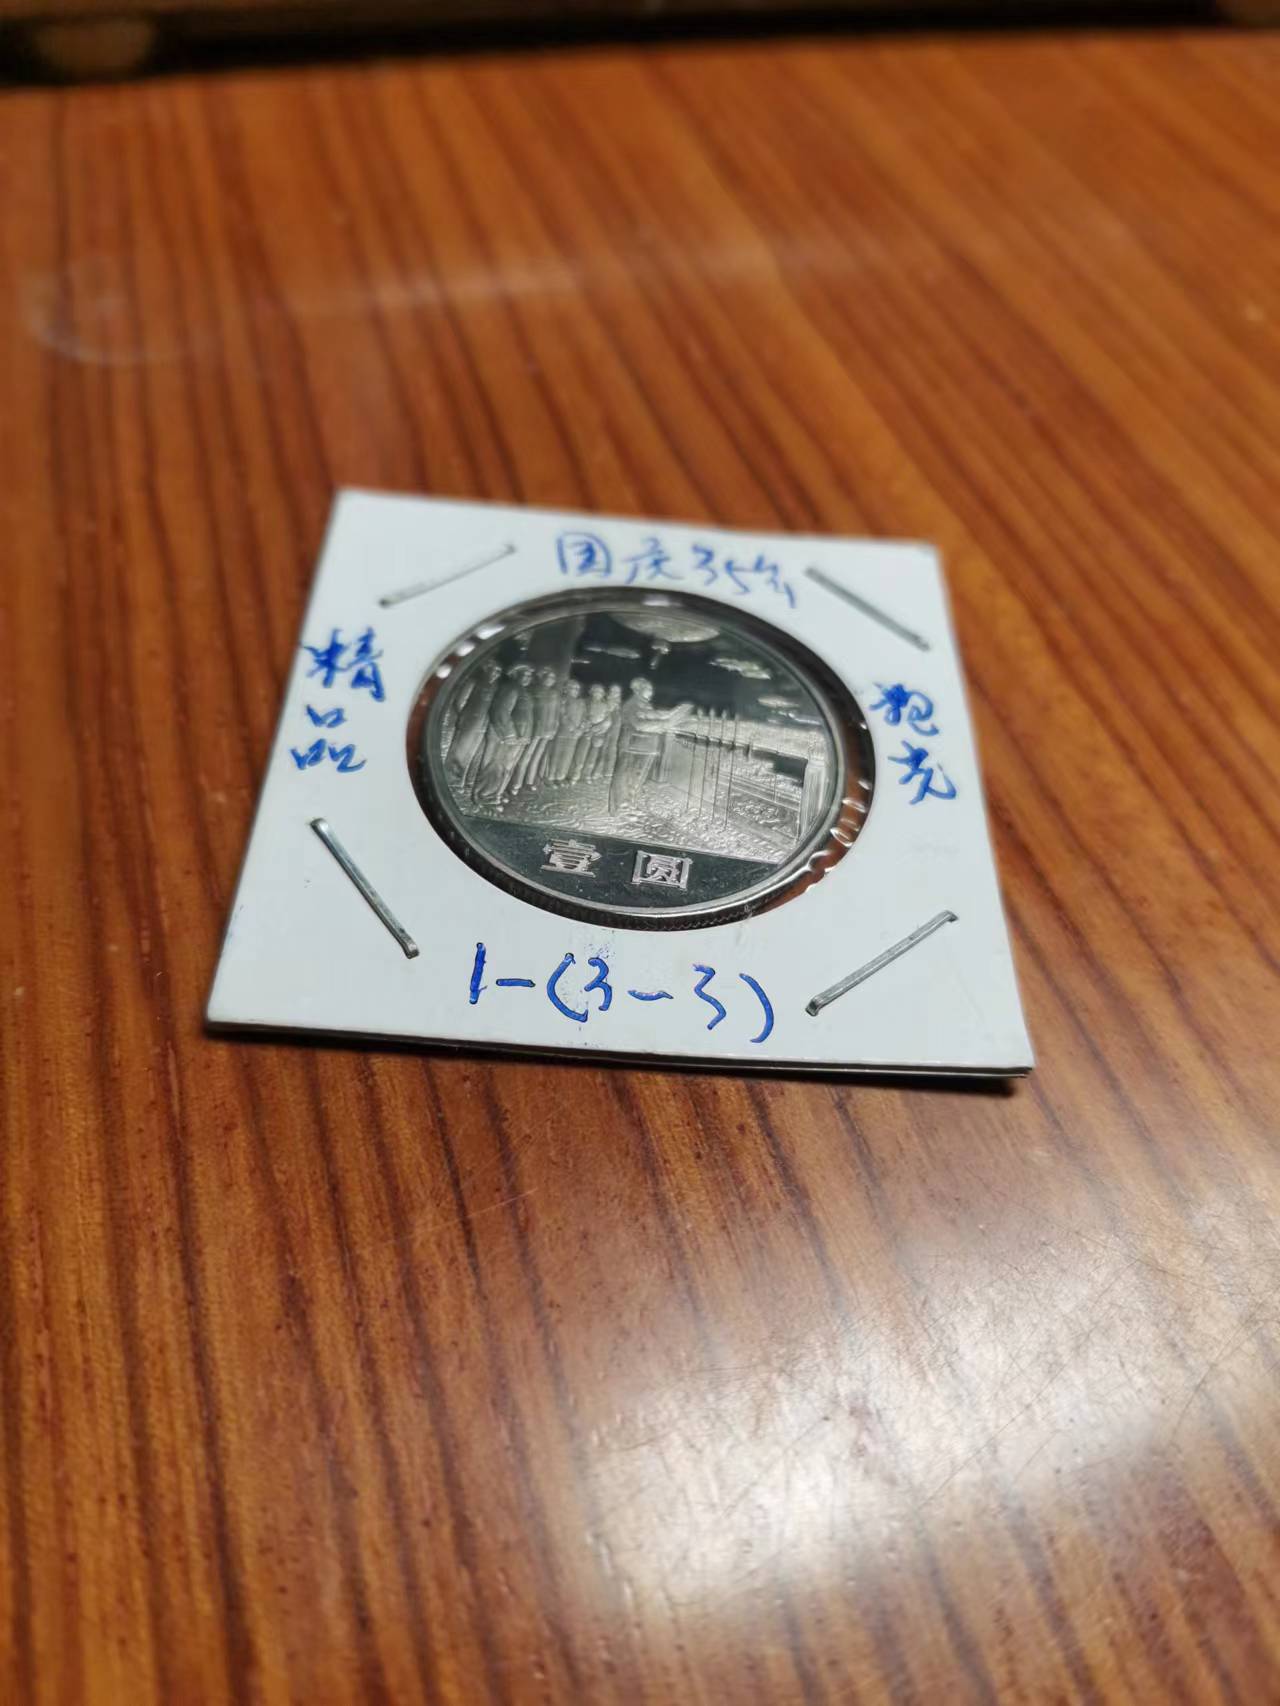 国庆35年
精品
抛光
壹圆
1-(3-3)